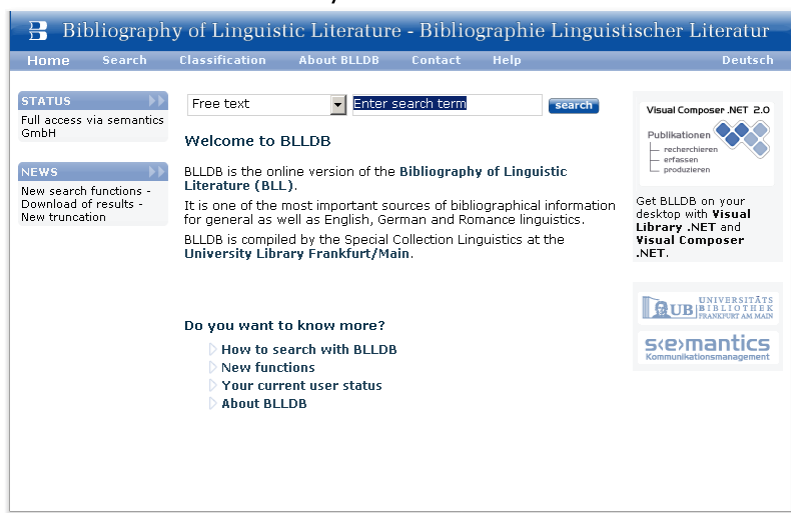 B Bibliography of Linguistic Literature - Bibliographie Linguistischer Literatur
Home Search Classification About BLLDB Contact Help Deutsch
STATUS
Full access via semantics
GmbH
NEWS
New search functions -
Download of results -
New truncation
Free text Enter search term search
Welcome to BLLDB
BLLDB is the online version of the Bibliography of Linguistic
Literature (BLL).
It is one of the most important sources of bibliographical information
for general as well as English, German and Romance linguistics.
BLLDB is compiled by the Special Collection Linguistics at the
University Library Frankfurt/Main.
Do you want to know more?
How to search with BLLDB
New functions
Your current user status
About BLLDB
Visual Composer .NET 2.0
Publikationen
recherchieren
erfassen
produzieren
Get BLLDB on your
desktop with Visual
Library .NET and
Visual Composer
.NET.
UB UNIVERSITÄTS
BIBLIOTHEK
FRANKFURT AM MAIN
s<e>mantics
Kommunikationsmanagement